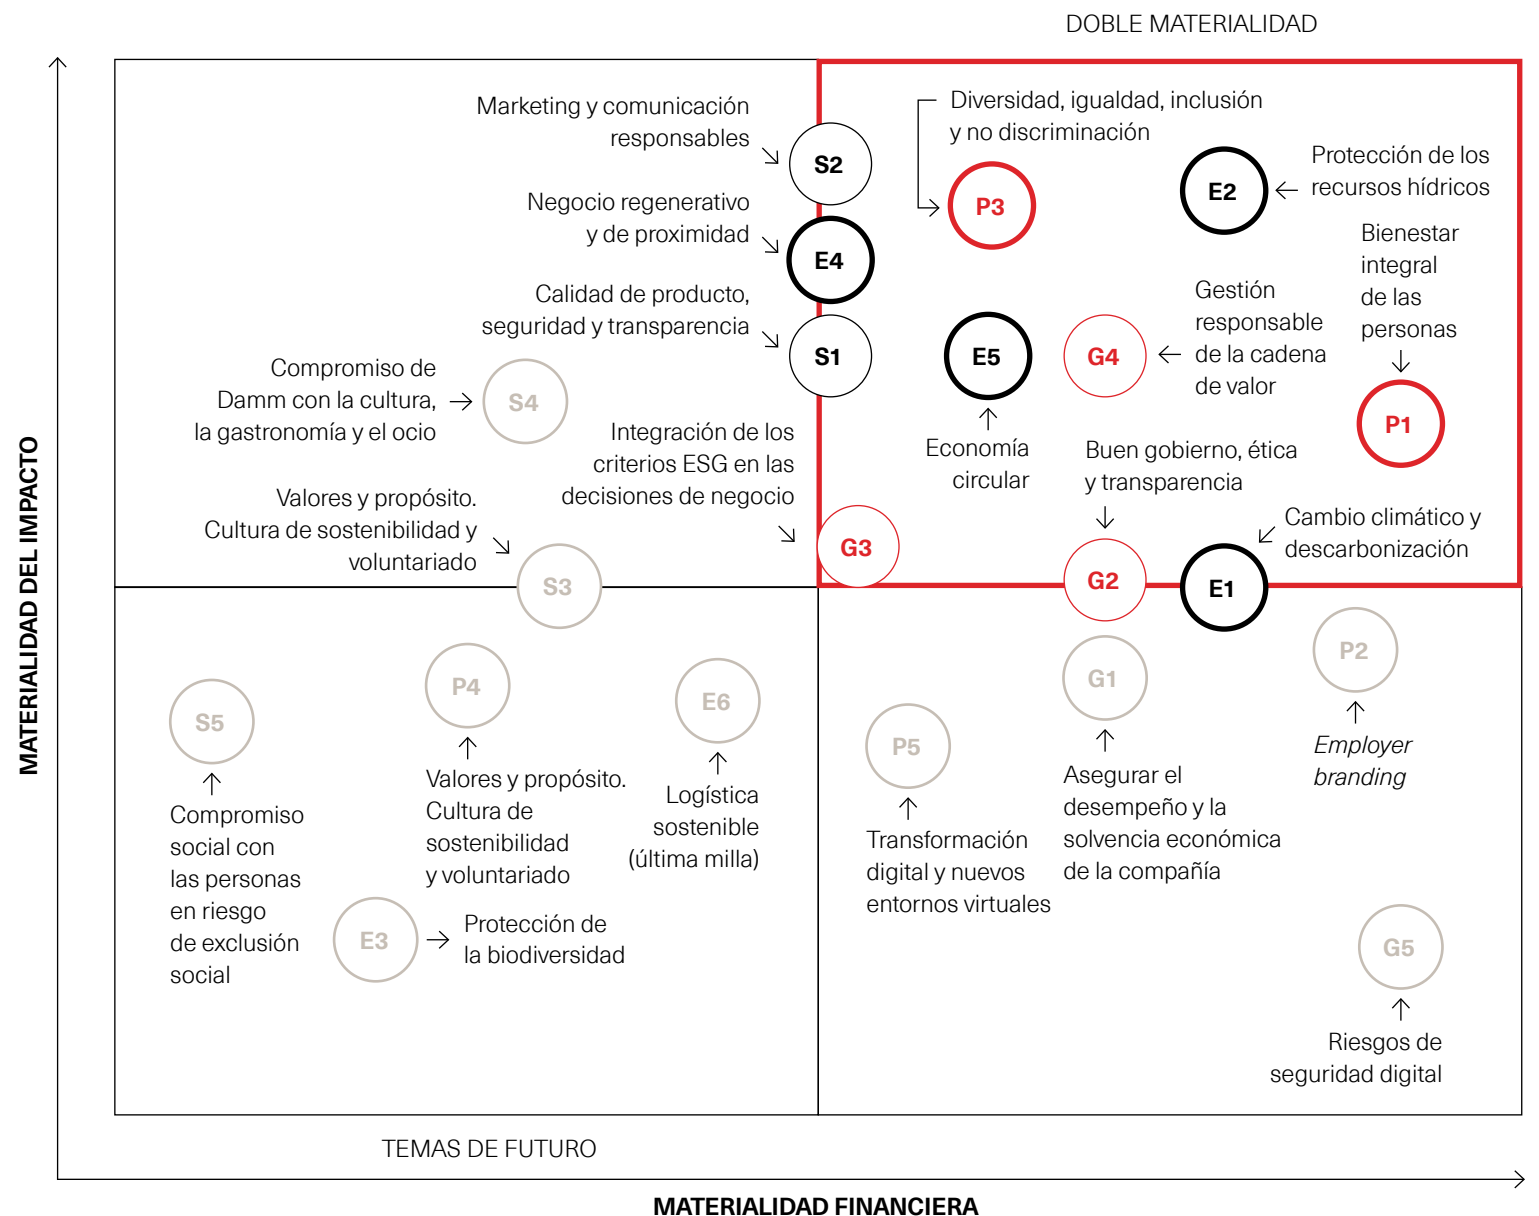 DOBLE MATERIALIDAD
Marketing y comunicación
responsables
S2
Diversidad, igualdad, inclusión
y no discriminación
P3
E2
Protección de los
recursos hídricos
Negocio regenerativo
y de proximidad
E4
Bienestar
integral
de las
personas
P1
Calidad de producto,
seguridad y transparencia
S1
E5
Economía
circular
G4
Gestión
responsable
de la cadena
de valor
Compromiso de
Damm con la cultura,
la gastronomía y el ocio
S4
Integración de los
criterios ESG en las
decisiones de negocio
G3
Buen gobierno, ética
y transparencia
G2
Cambio climático y
descarbonización
E1
Valores y propósito.
Cultura de sostenibilidad y
voluntariado
S3
MATERIALIDAD DEL IMPACTO
S5
Compromiso
social con
las personas
en riesgo
de exclusión
social
P4
Valores y propósito.
Cultura de
sostenibilidad
y voluntariado
E6
Logística
sostenible
(última milla)
E3
Protección de
la biodiversidad
P5
Transformación
digital y nuevos
entornos virtuales
G1
Asegurar el
desempeño y la
solvencia económica
de la compañía
P2
Employer
branding
G5
Riesgos de
seguridad digital
TEMAS DE FUTURO
MATERIALIDAD FINANCIERA